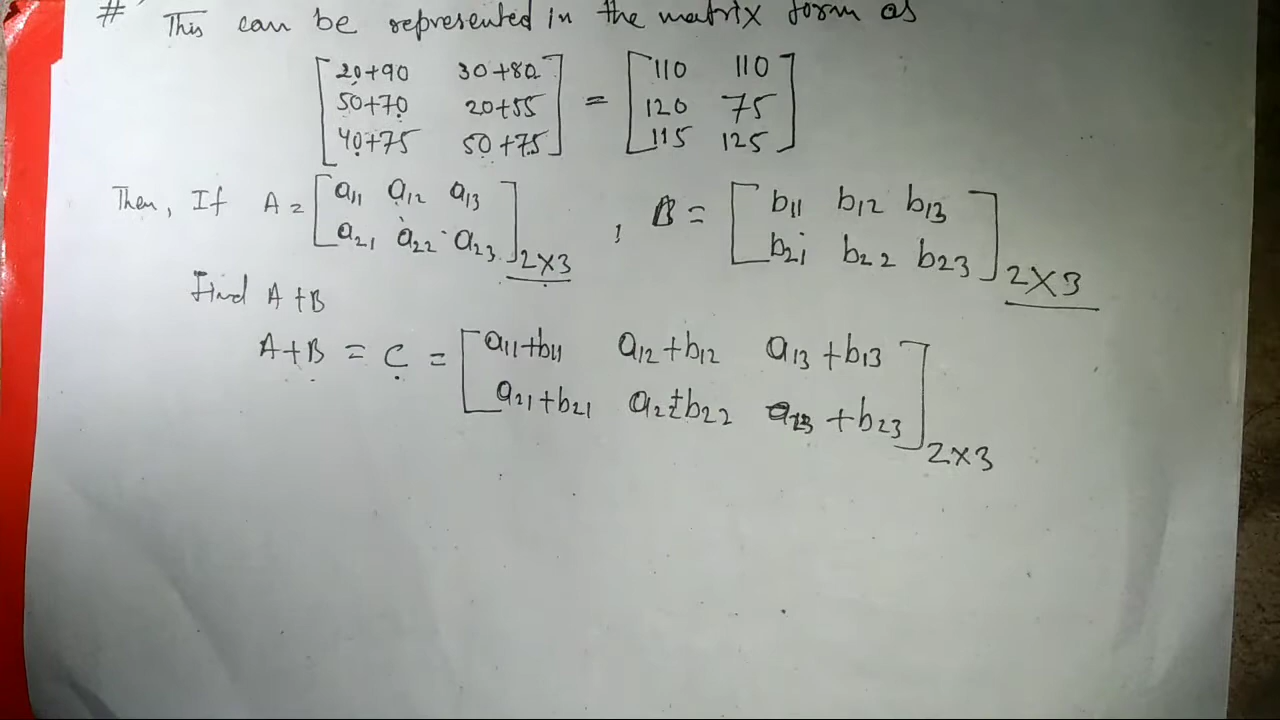 # This can be represented in the matrix form as
[20+90 30+80] = [110 110]
[50+70 20+55] [120 75]
[40+75 50+75] [115 125]
Then, If A = [a11 a12 a13 , B = [b11 b12 b13
a21 a22 a23]2×3 b21 b22 b23]2×3
Find A+B
A+B = C = [a11+b11 a12+b12 a13+b13
a21+b21 a22+b22 a23+b23]2×3